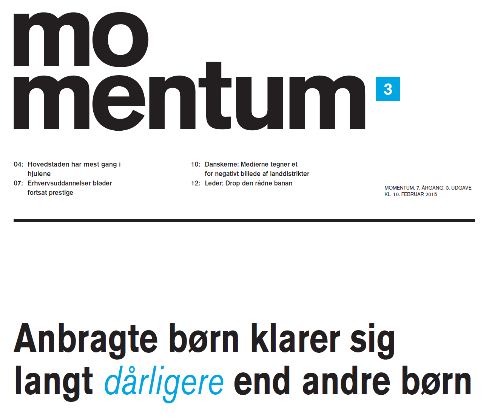 mo
mentum
3
04: Hovedstaden har mest gang i
hjulene
07: Erhvervsuddannelser bløder
fortsat prestige
10: Danskerne: Medierne tegner et
for negativt billede af landdistrikter
12: Leder: Drop den rådne banan
MOMENTUM, 7. ÅRGANG, 3. UDGAVE,
KL, 10. FEBRUAR 2015
Anbragte børn klarer sig
langt dårligere end andre børn